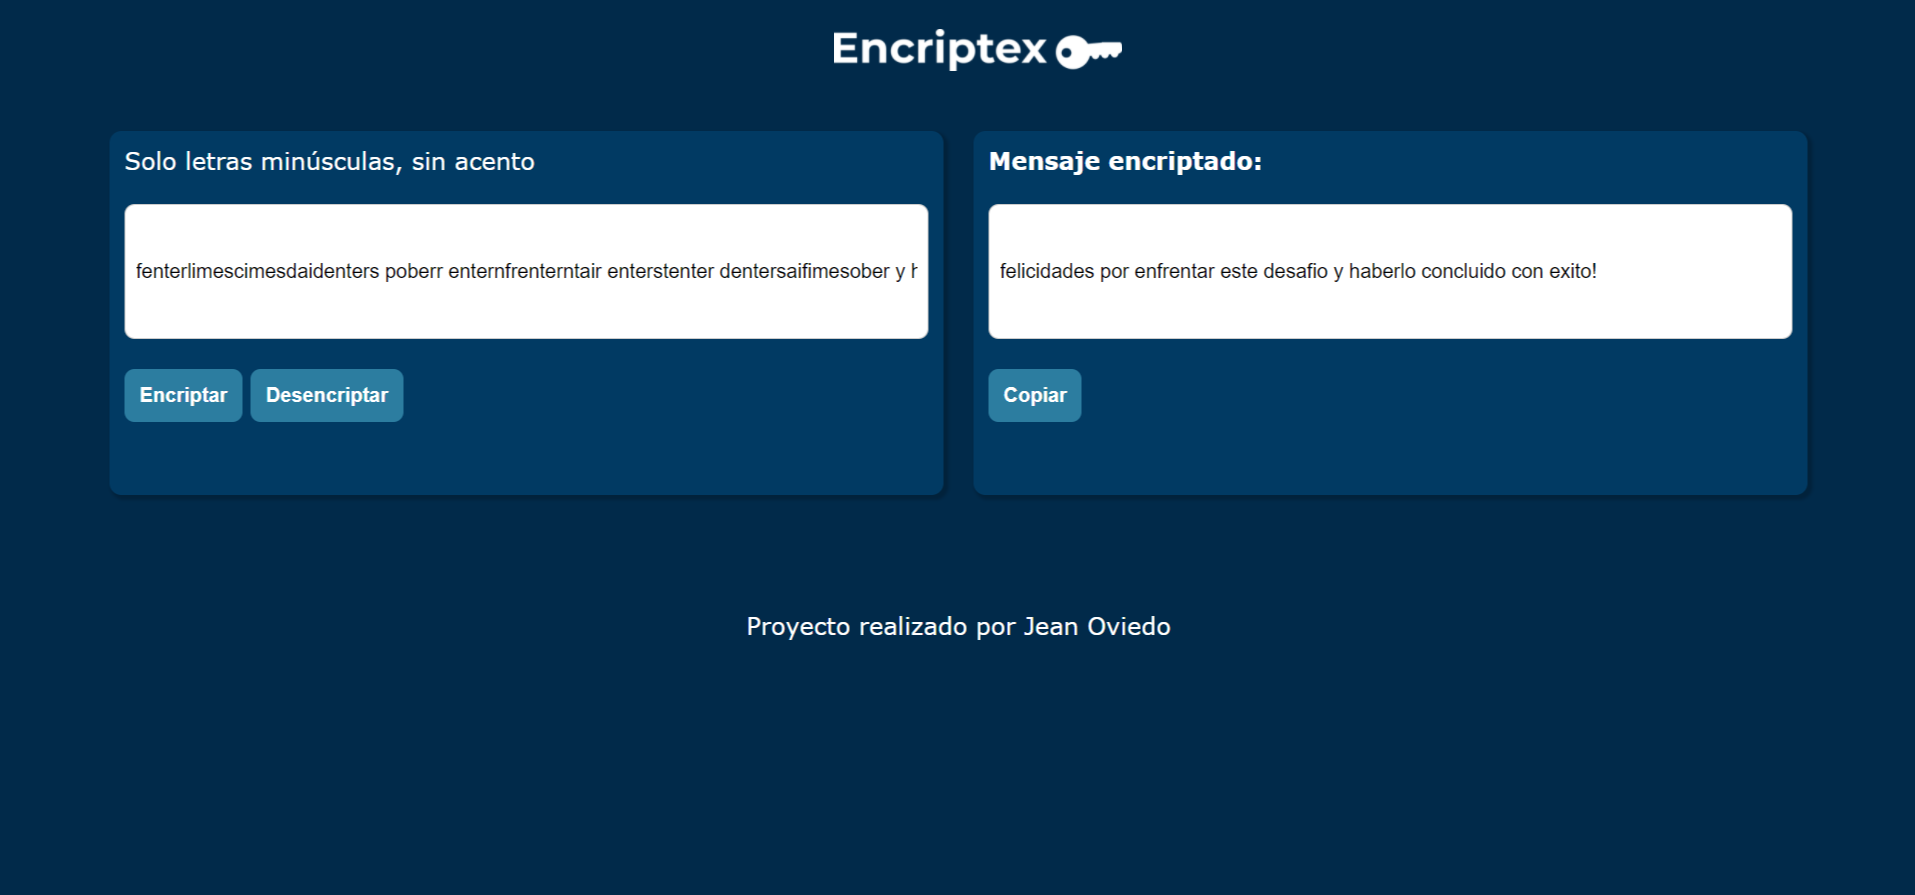 Encriptex
Solo letras minúsculas, sin acento
fenterlimescimesdaidenters poberr enternfrenterntair enterstenter dentersaifimesober y
Encriptar Desencriptar
Mensaje encriptado:
felicidades por enfrentar este desafio y haberlo concluido con exito!
Copiar
Proyecto realizado por Jean Oviedo